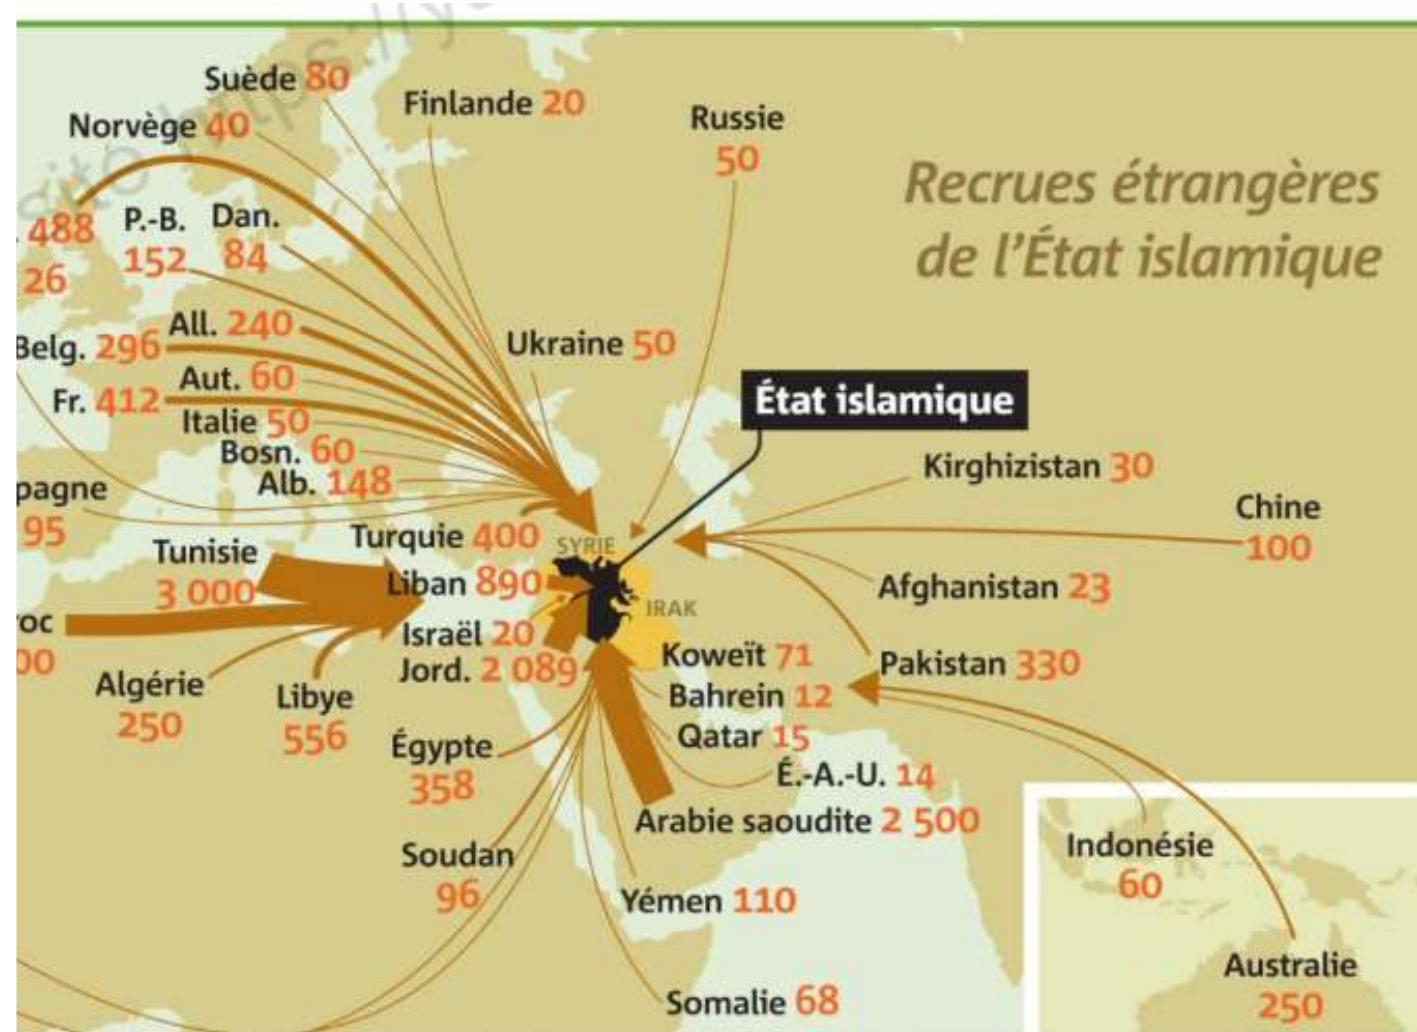 Suède 80
Finlande 20
Norvège 40
Russie
50
Recrues étrangères
de l'État islamique
488
26
P.-B.
152
Dan.
84
All. 240
Ukraine 50
Belg. 296
Aut. 60
Fr. 412
État islamique
Italie 50
Bosn. 60
Alb. 148
Kirghizistan 30
pagne
95
Chine
100
Turquie 400
SYRIE
Tunisie
3 000
Liban 890
Afghanistan 23
IRAK
roc
00
Israël 20
Jord. 2 089
Koweït 71
Pakistan 330
Algérie
250
Libye
556
Bahreïn 12
Qatar 15
Égypte
358
É.-A.-U. 14
Arabie saoudite 2 500
Soudan
96
Yémen 110
Indonésie
60
Somalie 68
Australie
250